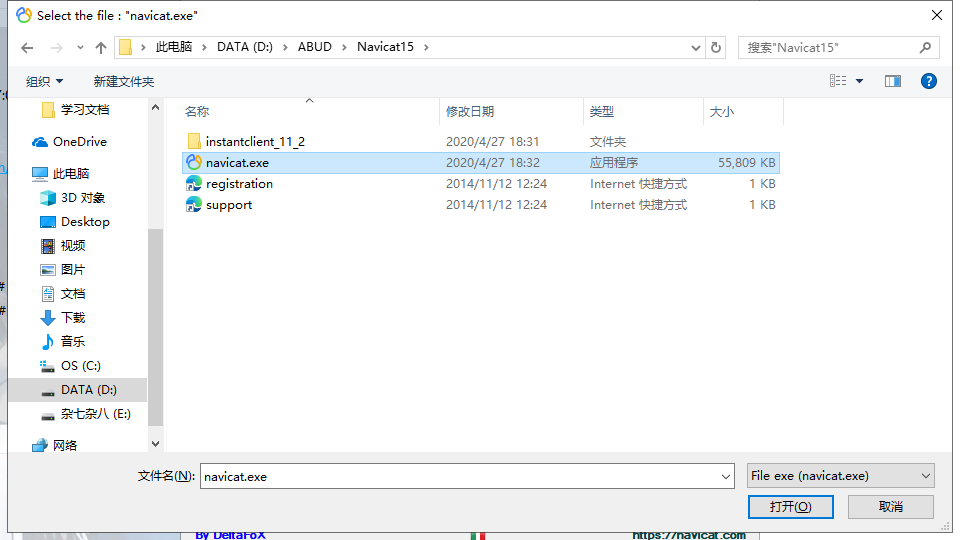 Select the file : "navicat.exe"
此电脑 > DATA (D:) > ABUD > Navicat15 >
搜索"Navicat15"
组织 新建文件夹
名称 修改日期 类型 大小
instantclient_11_2 2020/4/27 18:31 文件夹
navicat.exe 2020/4/27 18:32 应用程序 55,809 KB
registration 2014/11/12 12:24 Internet 快捷方式 1 KB
support 2014/11/12 12:24 Internet 快捷方式 1 KB
学习文档
OneDrive
此电脑
3D 对象
Desktop
视频
图片
文档
下载
音乐
OS (C:)
DATA (D:)
杂七杂八 (E:)
网络
文件名(N): navicat.exe
File exe (navicat.exe)
打开(O) 取消
By DeltaFoX
https://navicat.com